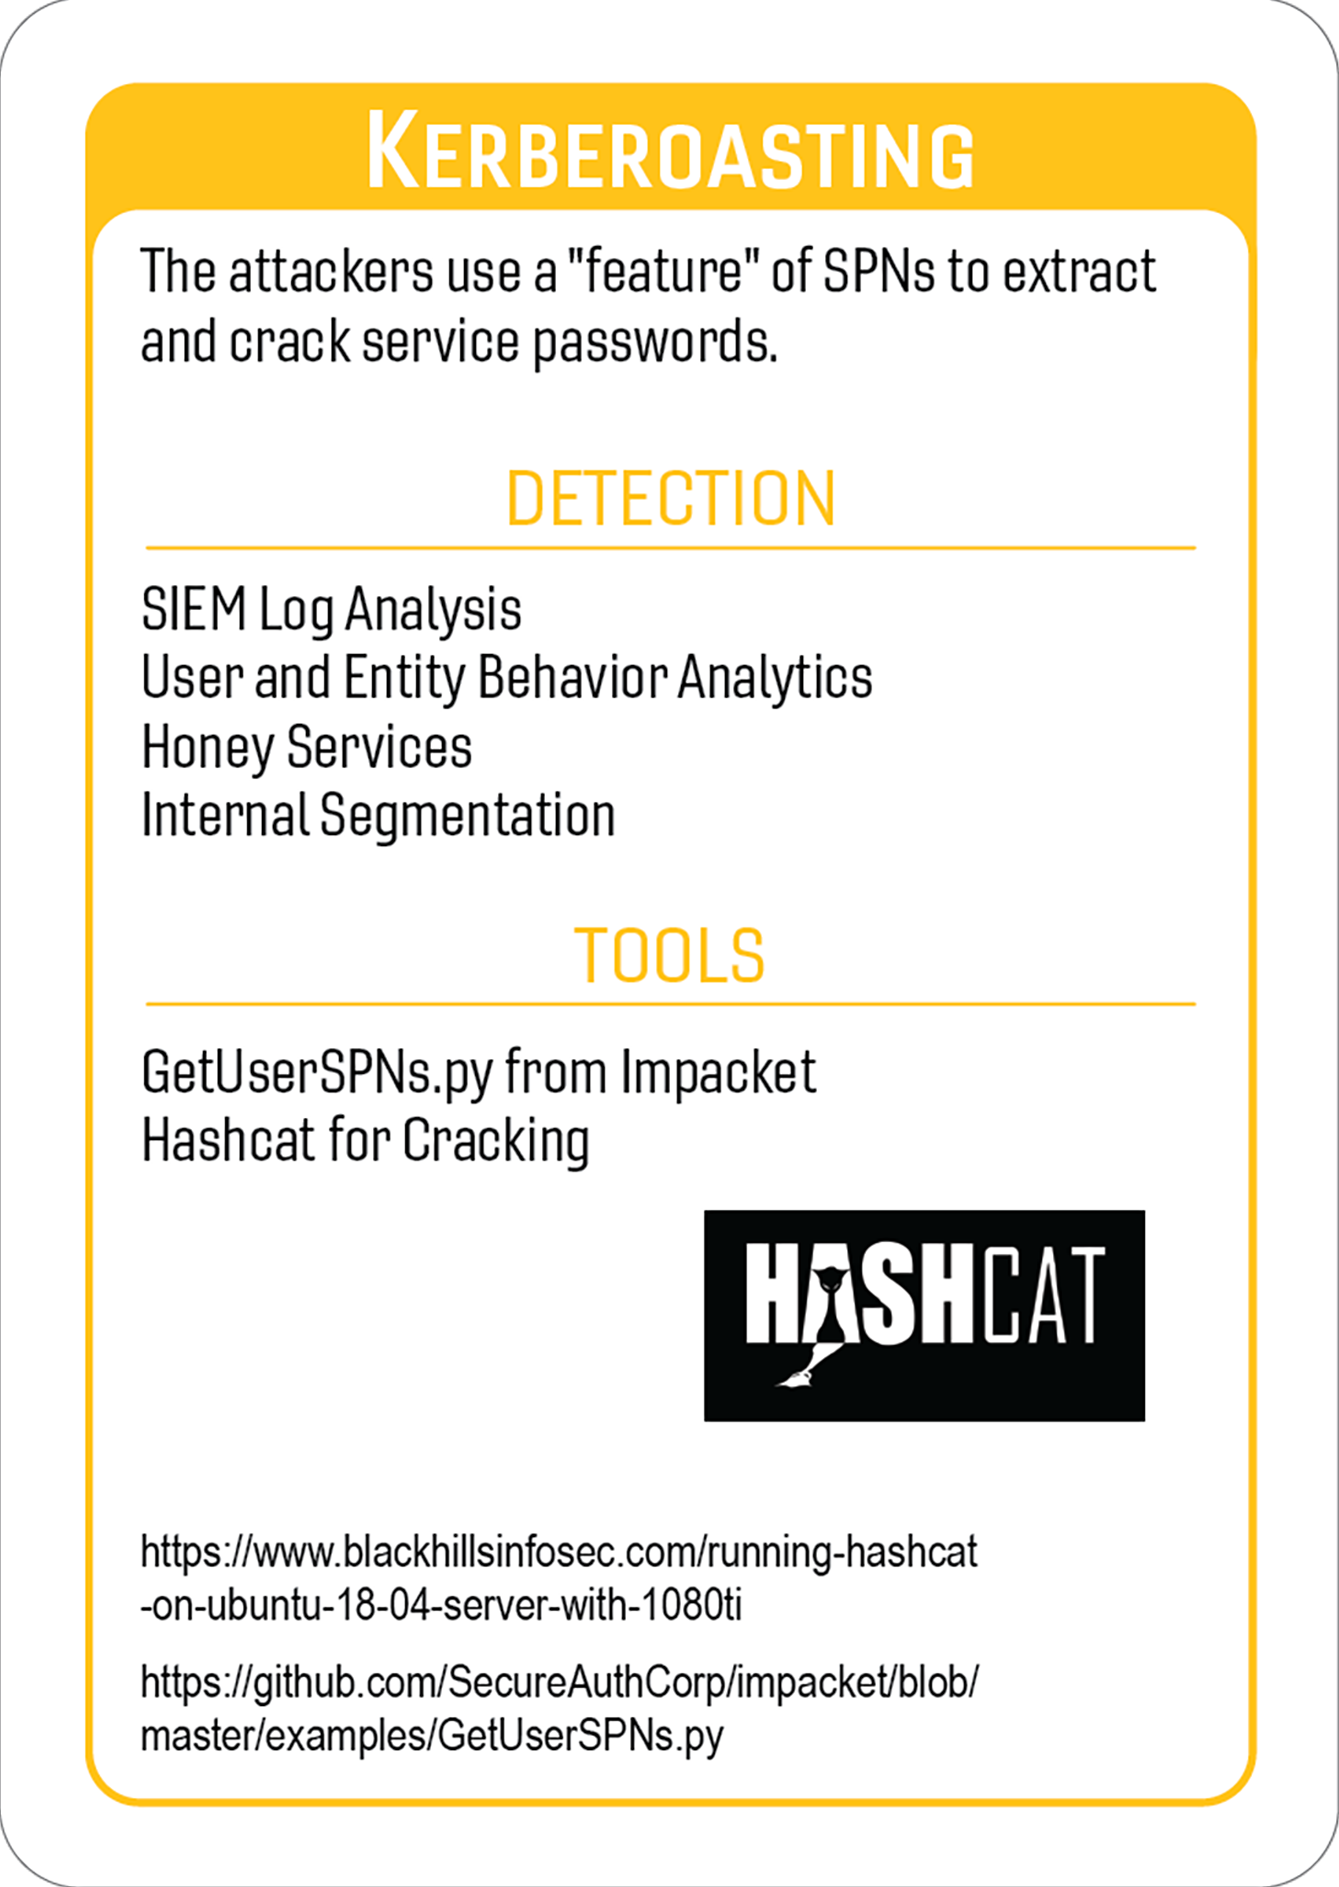 KERBEROASTING
The attackers use a "feature" of SPNs to extract
and crack service passwords.
DETECTION
SIEM Log Analysis
User and Entity Behavior Analytics
Honey Services
Internal Segmentation
TOOLS
GetUserSPNs.py from Impacket
Hashcat for Cracking
HASHCAT
https://www.blackhillsinfosec.com/running-hashcat
-on-ubuntu-18-04-server-with-1080ti
https://github.com/SecureAuthCorp/impacket/blob/
master/examples/GetUserSPNs.py